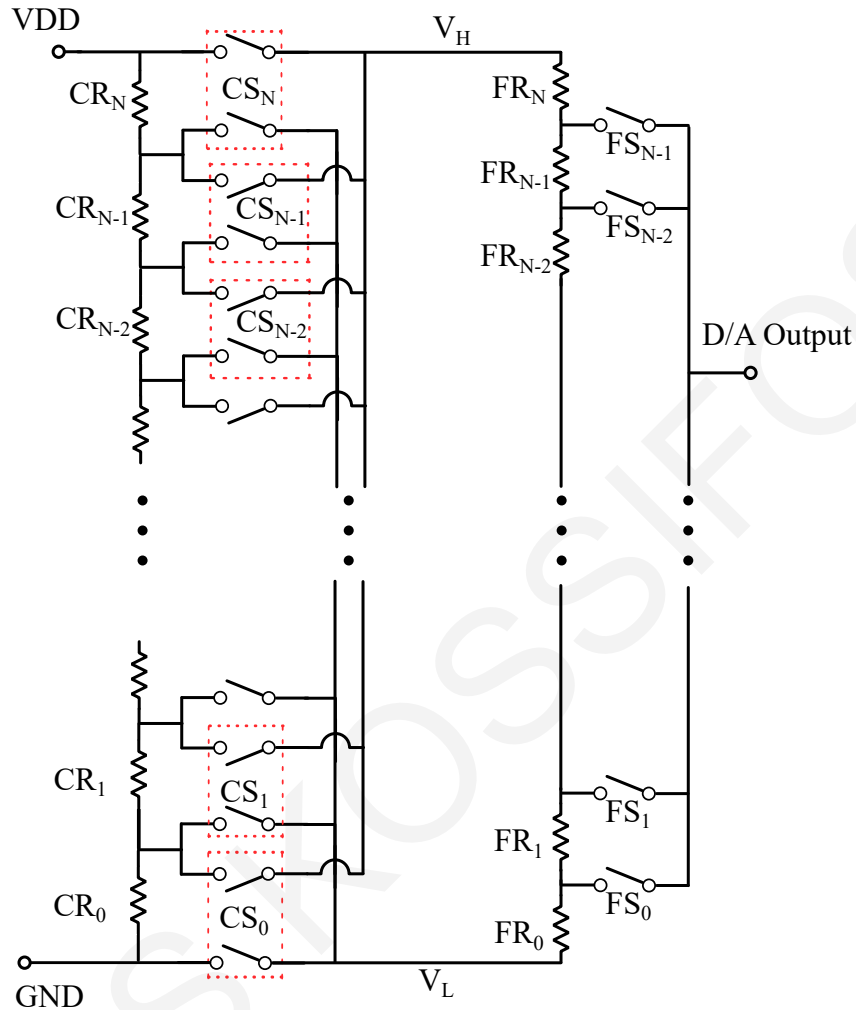 VDD
V_H
CR_N
CS_N
FR_N
FS_N-1
CR_N-1
CS_N-1
FR_N-1
FS_N-2
FR_N-2
CR_N-2
CS_N-2
D/A Output
CR_1
CS_1
FS_1
FR_1
CR_0
CS_0
FS_0
FR_0
GND
V_L
S KOSSIFO